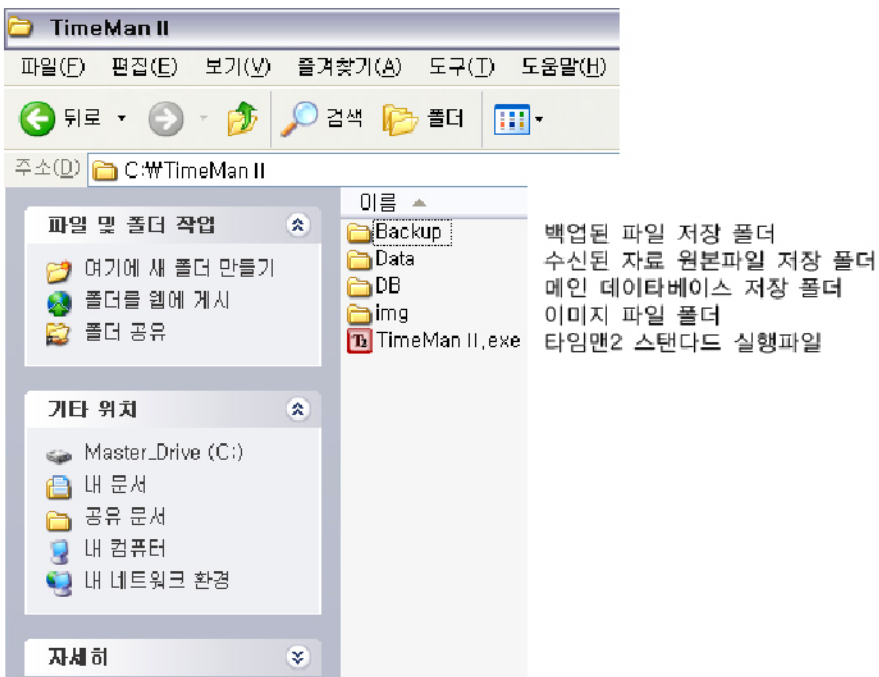 TimeMan II
파일(F) 편집(E) 보기(V) 즐겨찾기(A) 도구(T) 도움말(H)
뒤로 검색 폴더
주소(D) C:₩TimeMan II
파일 및 폴더 작업
여기에 새 폴더 만들기
폴더를 웹에 게시
폴더 공유
기타 위치
Master_Drive (C:)
내 문서
공유 문서
내 컴퓨터
내 네트워크 환경
자세히
이름
Backup 백업된 파일 저장 폴더
Data 수신된 자료 원본파일 저장 폴더
DB 메인 데이타베이스 저장 폴더
img 이미지 파일 폴더
TimeMan II.exe 타임맨2 스탠다드 실행파일